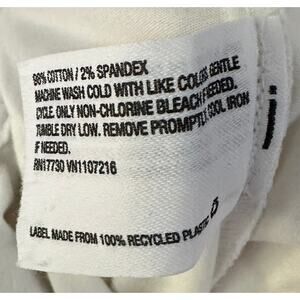 98% COTTON / 2% SPANDEX
MACHINE WASH COLD WITH LIKE COLORS, GENTLE
CYCLE. ONLY NON-CHLORINE BLEACH IF NEEDED.
TUMBLE DRY LOW. REMOVE PROMPTLY. COOL IRON
IF NEEDED.
RN17730 VN1107216
LABEL MADE FROM 100% RECYCLED PLASTIC